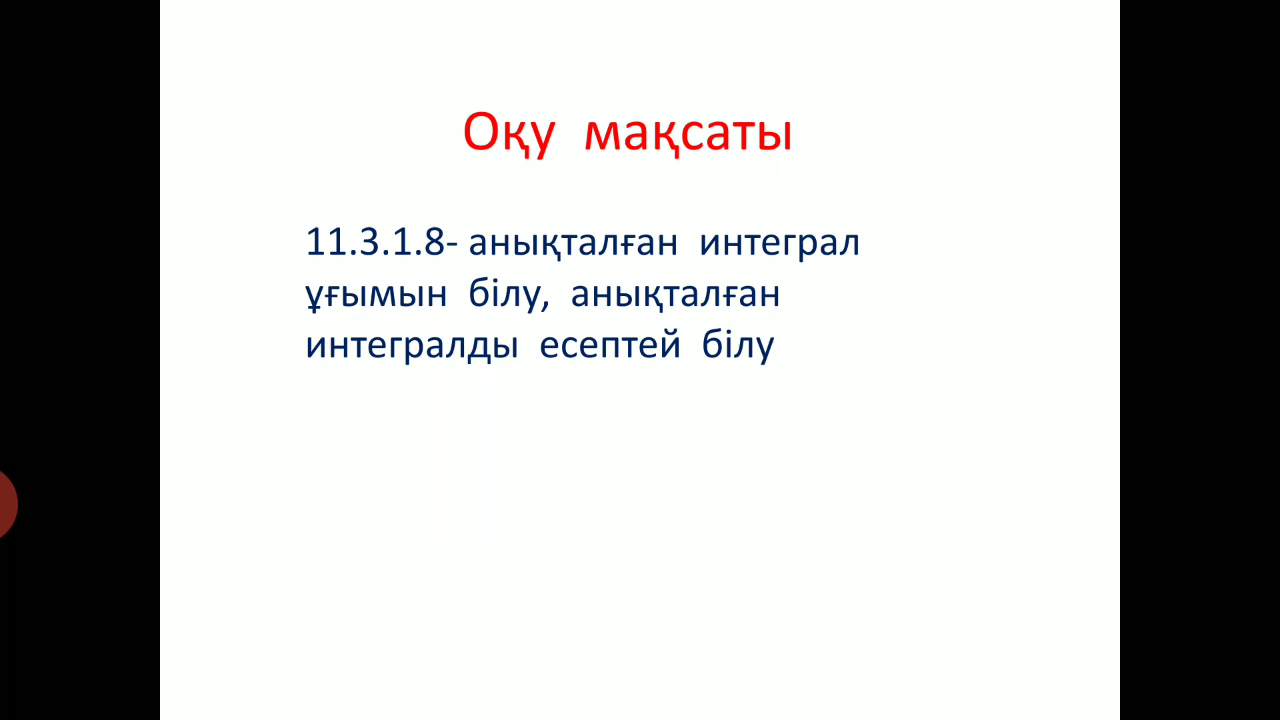 Оқу мақсаты
11.3.1.8- анықталған интеграл
ұғымын білу, анықталған
интегралды есептей білу